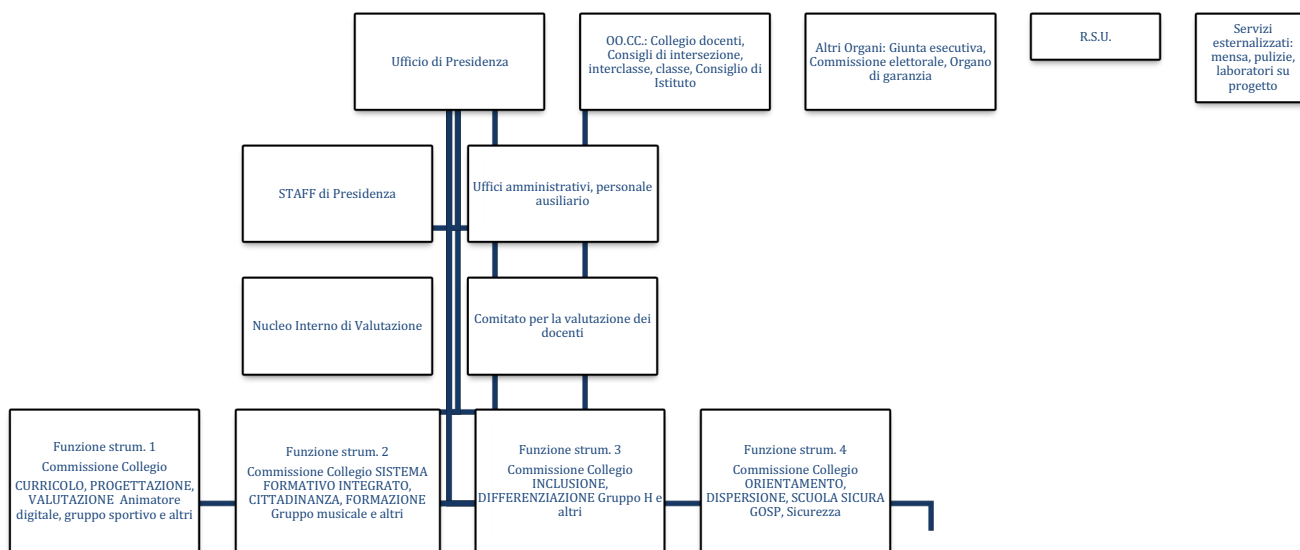 Ufficio di Presidenza
OO.CC.: Collegio docenti,
Consigli di intersezione,
interclasse, classe, Consiglio di
Istituto
Altri Organi: Giunta esecutiva,
Commissione elettorale, Organo
di garanzia
R.S.U.
Servizi
esternalizzati:
mensa, pulizie,
laboratori su
progetto
STAFF di Presidenza
Uffici amministrativi, personale
ausiliario
Nucleo Interno di Valutazione
Comitato per la valutazione dei
docenti
Funzione strum. 1
Commissione Collegio
CURRICOLO, PROGETTAZIONE,
VALUTAZIONE Animatore
digitale, gruppo sportivo e altri
Funzione strum. 2
Commissione Collegio SISTEMA
FORMATIVO INTEGRATO,
CITTADINANZA, FORMAZIONE
Gruppo musicale e altri
Funzione strum. 3
Commissione Collegio
INCLUSIONE,
DIFFERENZIAZIONE Gruppo H e
altri
Funzione strum. 4
Commissione Collegio
ORIENTAMENTO,
DISPERSIONE, SCUOLA SICURA
GOSP, Sicurezza